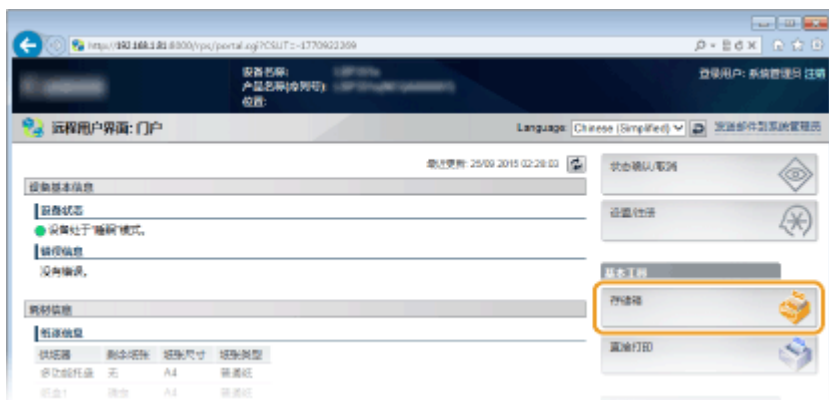 http://192.168.1.81:8000/rps/portal.cgi?CSUT=-1770922369
设备名称:
产品名称(序列号):
位置:
登录用户: 系统管理员 注销
远程用户界面: 门户
Language: Chinese (Simplified)
发送邮件到系统管理员
最近更新: 25/09 2015 02:28:03
状态确认/取消
设备基本信息
设备状态
设备处于"睡眠"模式。
设置/注册
错误信息
没有错误。
基本工具
存储箱
耗材信息
纸张信息
直接打印
供纸器 剩余纸张 纸张尺寸 纸张类型
多功能托盘 无 A4 普通纸
纸盒1 A4 普通纸